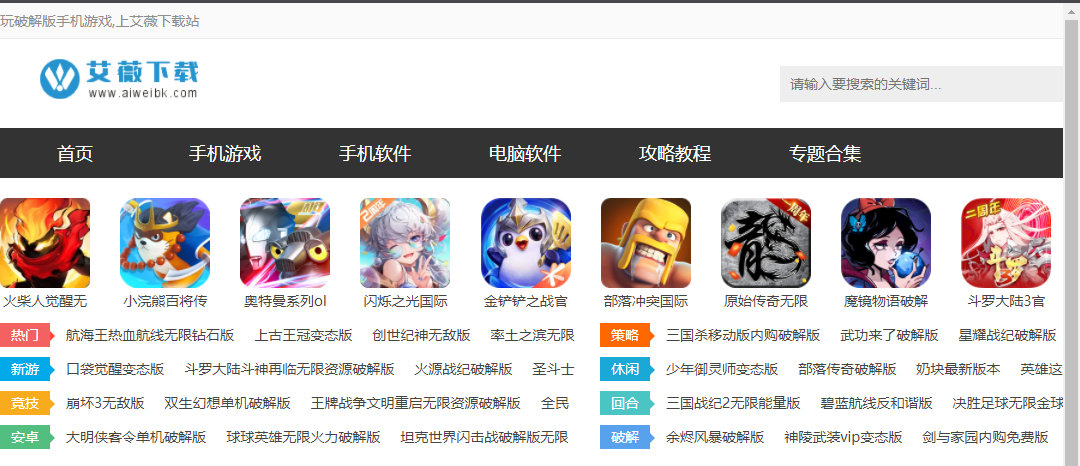 玩破解版手机游戏,上艾薇下载站
艾薇下载
www.aiweibk.com
请输入要搜索的关键词...
首页 手机游戏 手机软件 电脑软件 攻略教程 专题合集
2周年 一周年 二周年
龙 斗罗
火柴人觉醒无 小浣熊百将传 奥特曼系列ol 闪烁之光国际 金铲铲之战官 部落冲突国际 原始传奇无限 魔镜物语破解 斗罗大陆3官
热门 航海王热血航线无限钻石版 上古王冠变态版 创世纪神无敌版 率土之滨无限 策略 三国杀移动版内购破解版 武功来了破解版 星耀战纪破解版
新游 口袋觉醒变态版 斗罗大陆斗神再临无限资源破解版 火源战纪破解版 圣斗士 休闲 少年御灵师变态版 部落传奇破解版 奶块最新版本 英雄这
竞技 崩坏3无敌版 双生幻想单机破解版 王牌战争文明重启无限资源破解版 全民 回合 三国战纪2无限能量版 碧蓝航线反和谐版 决胜足球无限金球
安卓 大明侠客令单机破解版 球球英雄无限火力破解版 坦克世界闪击战破解版无限 破解 余烬风暴破解版 神陵武装vip变态版 剑与家园内购免费版